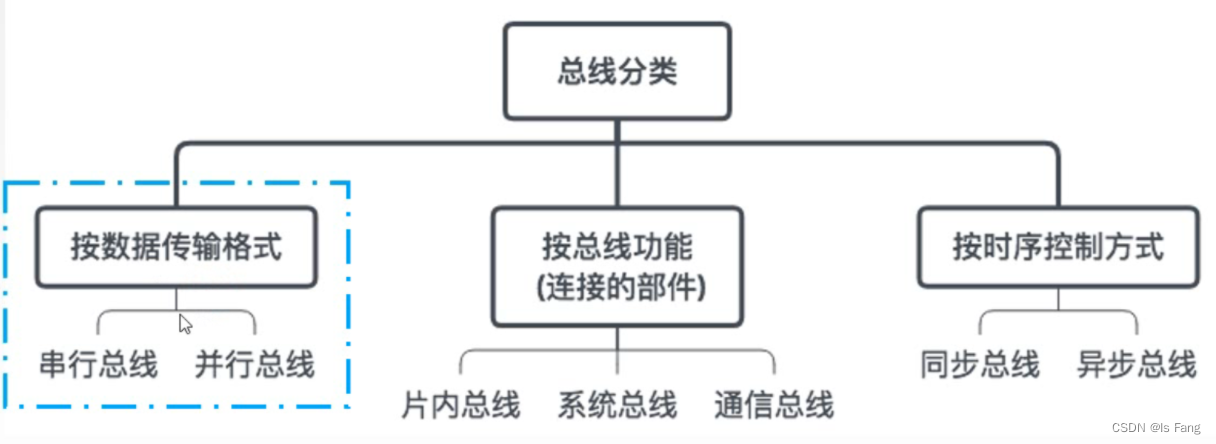 总线分类
按数据传输格式
按总线功能
(连接的部件)
按时序控制方式
串行总线
并行总线
片内总线
系统总线
通信总线
同步总线
异步总线
CSDN @ls Fang